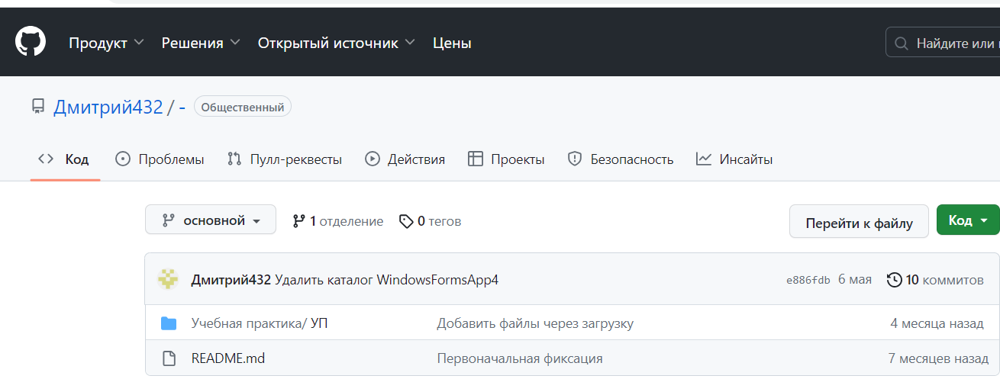 Продукт Решения Открытый источник Цены Найдите или
Дмитрий432 / - Общественный
Код Проблемы Пулл-реквесты Действия Проекты Безопасность Инсайты
основной 1 отделение 0 тегов Перейти к файлу Код
Дмитрий432 Удалить каталог WindowsFormsApp4 e886fdb 6 мая 10 коммитов
Учебная практика/ УП Добавить файлы через загрузку 4 месяца назад
README.md Первоначальная фиксация 7 месяцев назад